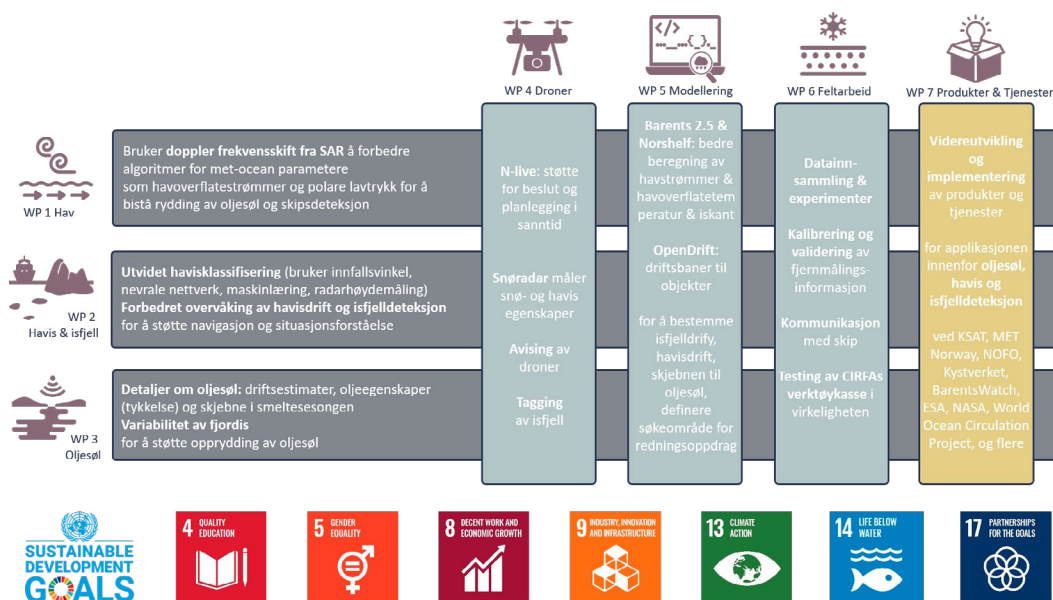 WP 4 Droner
WP 5 Modellering
WP 6 Feltarbeid
WP 7 Produkter & Tjenester
WP 1 Hav
Bruker doppler frekvensskift fra SAR å forbedre
algoritmer for met-ocean parametere
som havoverflatestrømmer og polare lavtrykk for å
bistå rydding av oljesøl og skipsdeteksjon
WP 2
Havis & isfjell
Utvidet havisklassifisering (bruker innfallsvinkel,
nevrale nettverk, maskinlæring, radarhøydemåling)
Forbedret overvåking av havisdrift og isfjelldeteksjon
for å støtte navigasjon og situasjonsforståelse
WP 3
Oljesøl
Detaljer om oljesøl: driftsestimater, oljeegenskaper
(tykkelse) og skjebne i smeltesesongen
Variabilitet av fjordis
for å støtte opprydding av oljesøl
N-live: støtte
for beslut og
planlegging i
sanntid
Snøradar måler
snø- og havis
egenskaper
Avising av
droner
Tagging
av isfjell
Barents 2.5 &
Norshelf: bedre
beregning av
havstrømmer &
havoverflatetem
peratur & iskant
OpenDrift:
driftsbaner til
objekter
for å bestemme
isfjelldrify,
havisdrift,
skjebnen til
oljesøl,
definere
søkeområde for
redningsoppdrag
Datainn-
sammling &
experimenter
Kalibrering og
validering av
fjernmålings-
informasjon
Kommunikasjon
med skip
Testing av CIRFAs
verktøykasse i
virkeligheten
Videreutvikling
og
implementering
av produkter og
tjenester
for applikasjonen
innenfor oljesøl,
havis og
isfjelldeteksjon
ved KSAT, MET
Norway, NOFO,
Kystverket,
BarentsWatch,
ESA, NASA, World
Ocean Circulation
Project, og flere
SUSTAINABLE
DEVELOPMENT
GOALS
4 QUALITY
EDUCATION
5 GENDER
EQUALITY
8 DECENT WORK AND
ECONOMIC GROWTH
9 INDUSTRY, INNOVATION
AND INFRASTRUCTURE
13 CLIMATE
ACTION
14 LIFE BELOW
WATER
17 PARTNERSHIPS
FOR THE GOALS